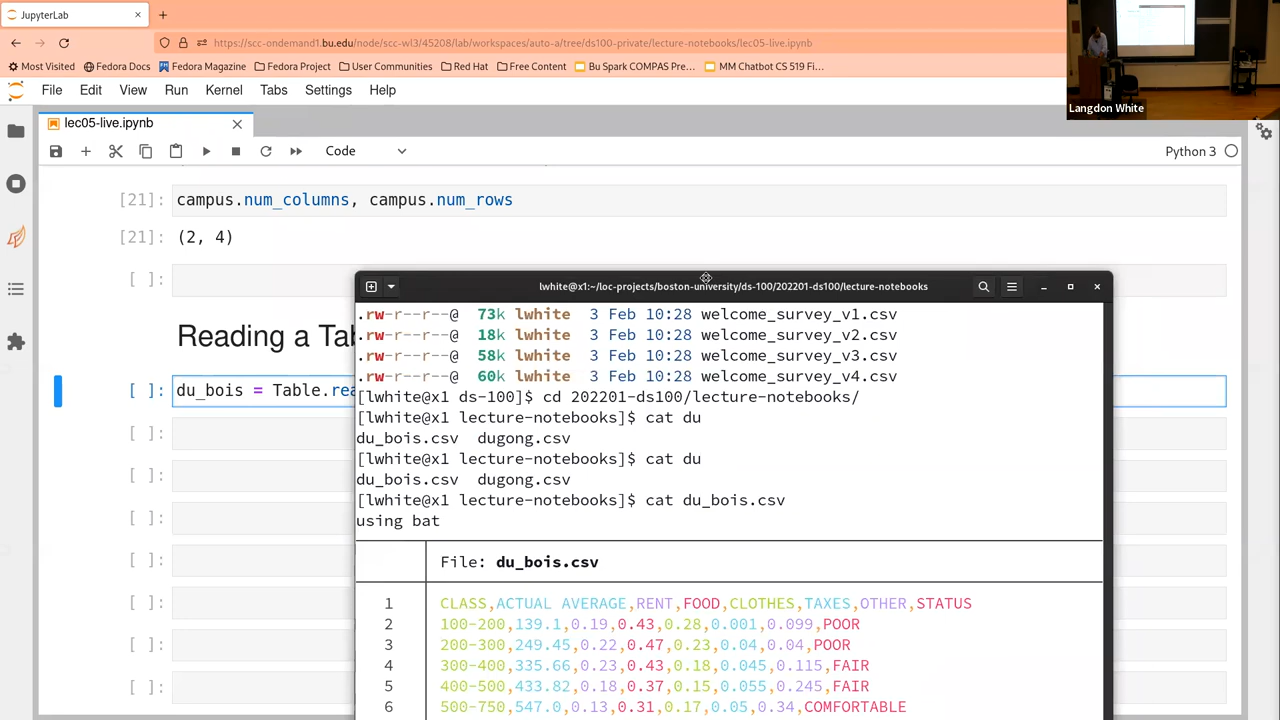 JupyterLab
https://scc-ondemand1.bu.edu/node/scc-wl3/45208/lab/workspaces/auto-a/tree/ds100-private/lecture-notebooks/lec05-live.ipynb
Most Visited Fedora Docs Fedora Magazine Fedora Project User Communities Red Hat Free Content Bu Spark COMPAS Pre... MM Chatbot CS 519 Fi...
Langdon White
File Edit View Run Kernel Tabs Settings Help
lec05-live.ipynb
Code Python 3
[21]: campus.num_columns, campus.num_rows
[21]: (2, 4)
[ ]:
lwhite@x1:~/loc-projects/boston-university/ds-100/202201-ds100/lecture-notebooks
Reading a Tab
[ ]: du_bois = Table.rea
[ ]:
[ ]:
[ ]:
[ ]:
[ ]:
[ ]:
[ ]:
.rw-r--r--@ 73k lwhite 3 Feb 10:28 welcome_survey_v1.csv
.rw-r--r--@ 18k lwhite 3 Feb 10:28 welcome_survey_v2.csv
.rw-r--r--@ 58k lwhite 3 Feb 10:28 welcome_survey_v3.csv
.rw-r--r--@ 60k lwhite 3 Feb 10:28 welcome_survey_v4.csv
[lwhite@x1 ds-100]$ cd 202201-ds100/lecture-notebooks/
[lwhite@x1 lecture-notebooks]$ cat du
du_bois.csv dugong.csv
[lwhite@x1 lecture-notebooks]$ cat du
du_bois.csv dugong.csv
[lwhite@x1 lecture-notebooks]$ cat du_bois.csv
using bat
File: du_bois.csv
1 CLASS,ACTUAL AVERAGE,RENT,FOOD,CLOTHES,TAXES,OTHER,STATUS
2 100-200,139.1,0.19,0.43,0.28,0.001,0.099,POOR
3 200-300,249.45,0.22,0.47,0.23,0.04,0.04,POOR
4 300-400,335.66,0.23,0.43,0.18,0.045,0.115,FAIR
5 400-500,433.82,0.18,0.37,0.15,0.055,0.245,FAIR
6 500-750,547.0,0.13,0.31,0.17,0.05,0.34,COMFORTABLE